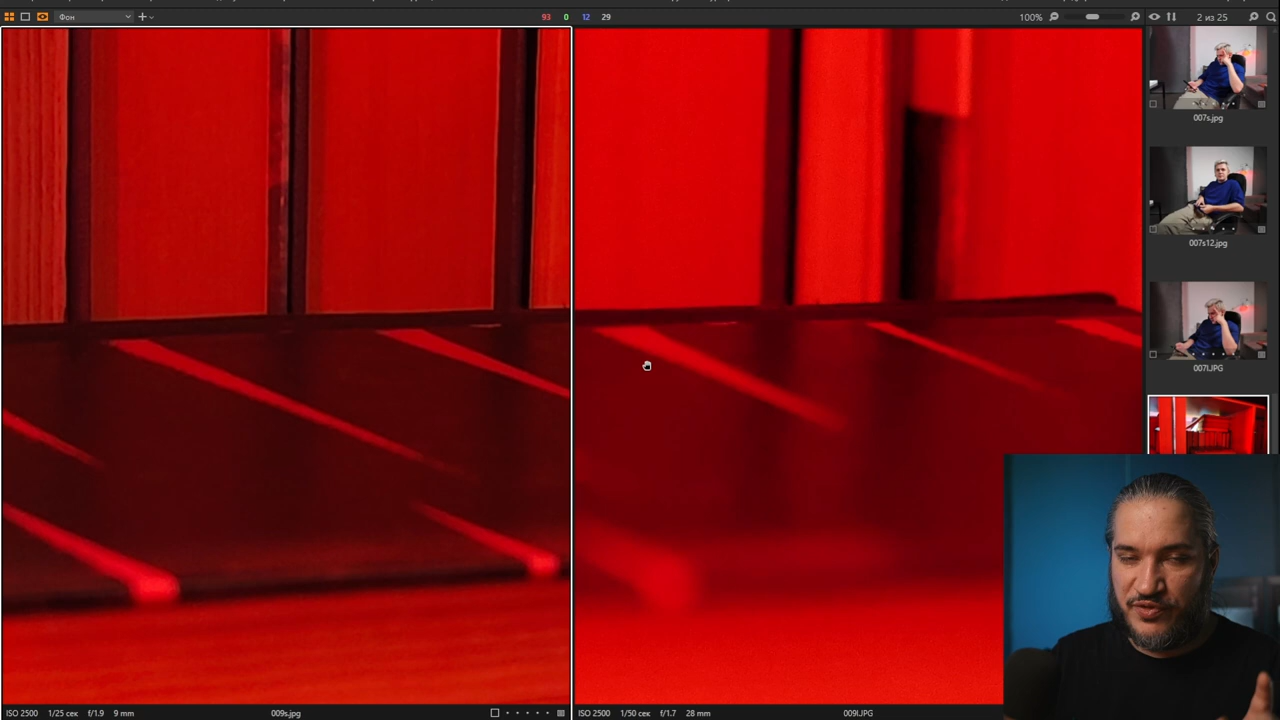 Фон
93 0 12 29
100%
2 из 25
007s.jpg
007s12.jpg
007l.JPG
ISO 2500 1/25 сек f/1.9 9 mm
009s.jpg
ISO 2500 1/50 сек f/1.7 28 mm
009l.JPG